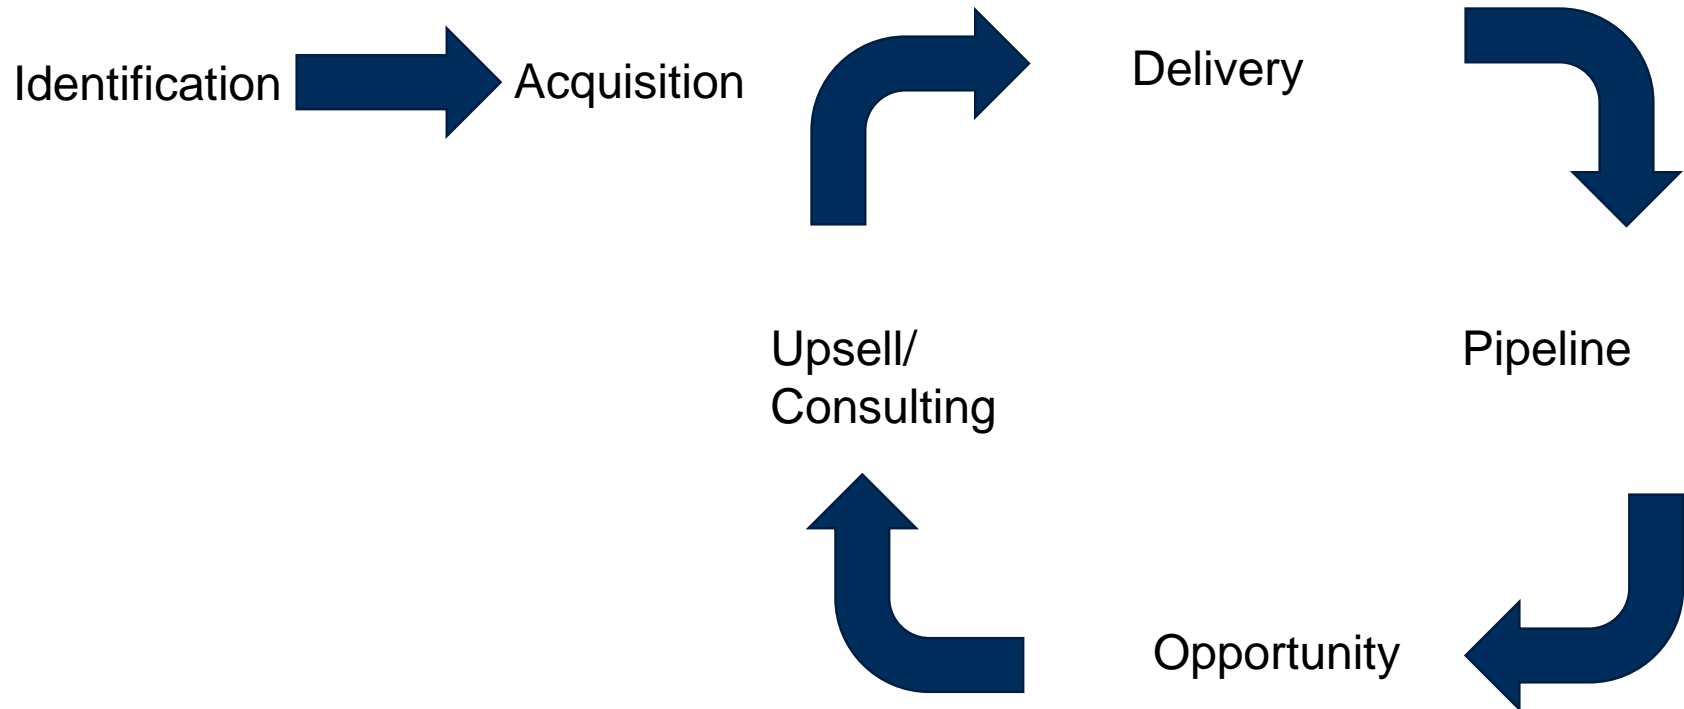 Identification
Acquisition
Delivery
Upsell/
Consulting
Pipeline
Opportunity